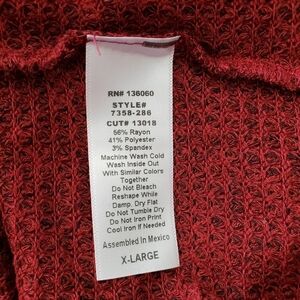 RN# 136060
STYLE#
7358-286
CUT# 13018
56% Rayon
41% Polyester
3% Spandex
Machine Wash Cold
Wash Inside Out
With Similar Colors
Together
Do Not Bleach
Reshape While
Damp, Dry Flat
Do Not Tumble Dry
Do Not Iron Print
Cool Iron if Needed
Assembled In Mexico
X-LARGE